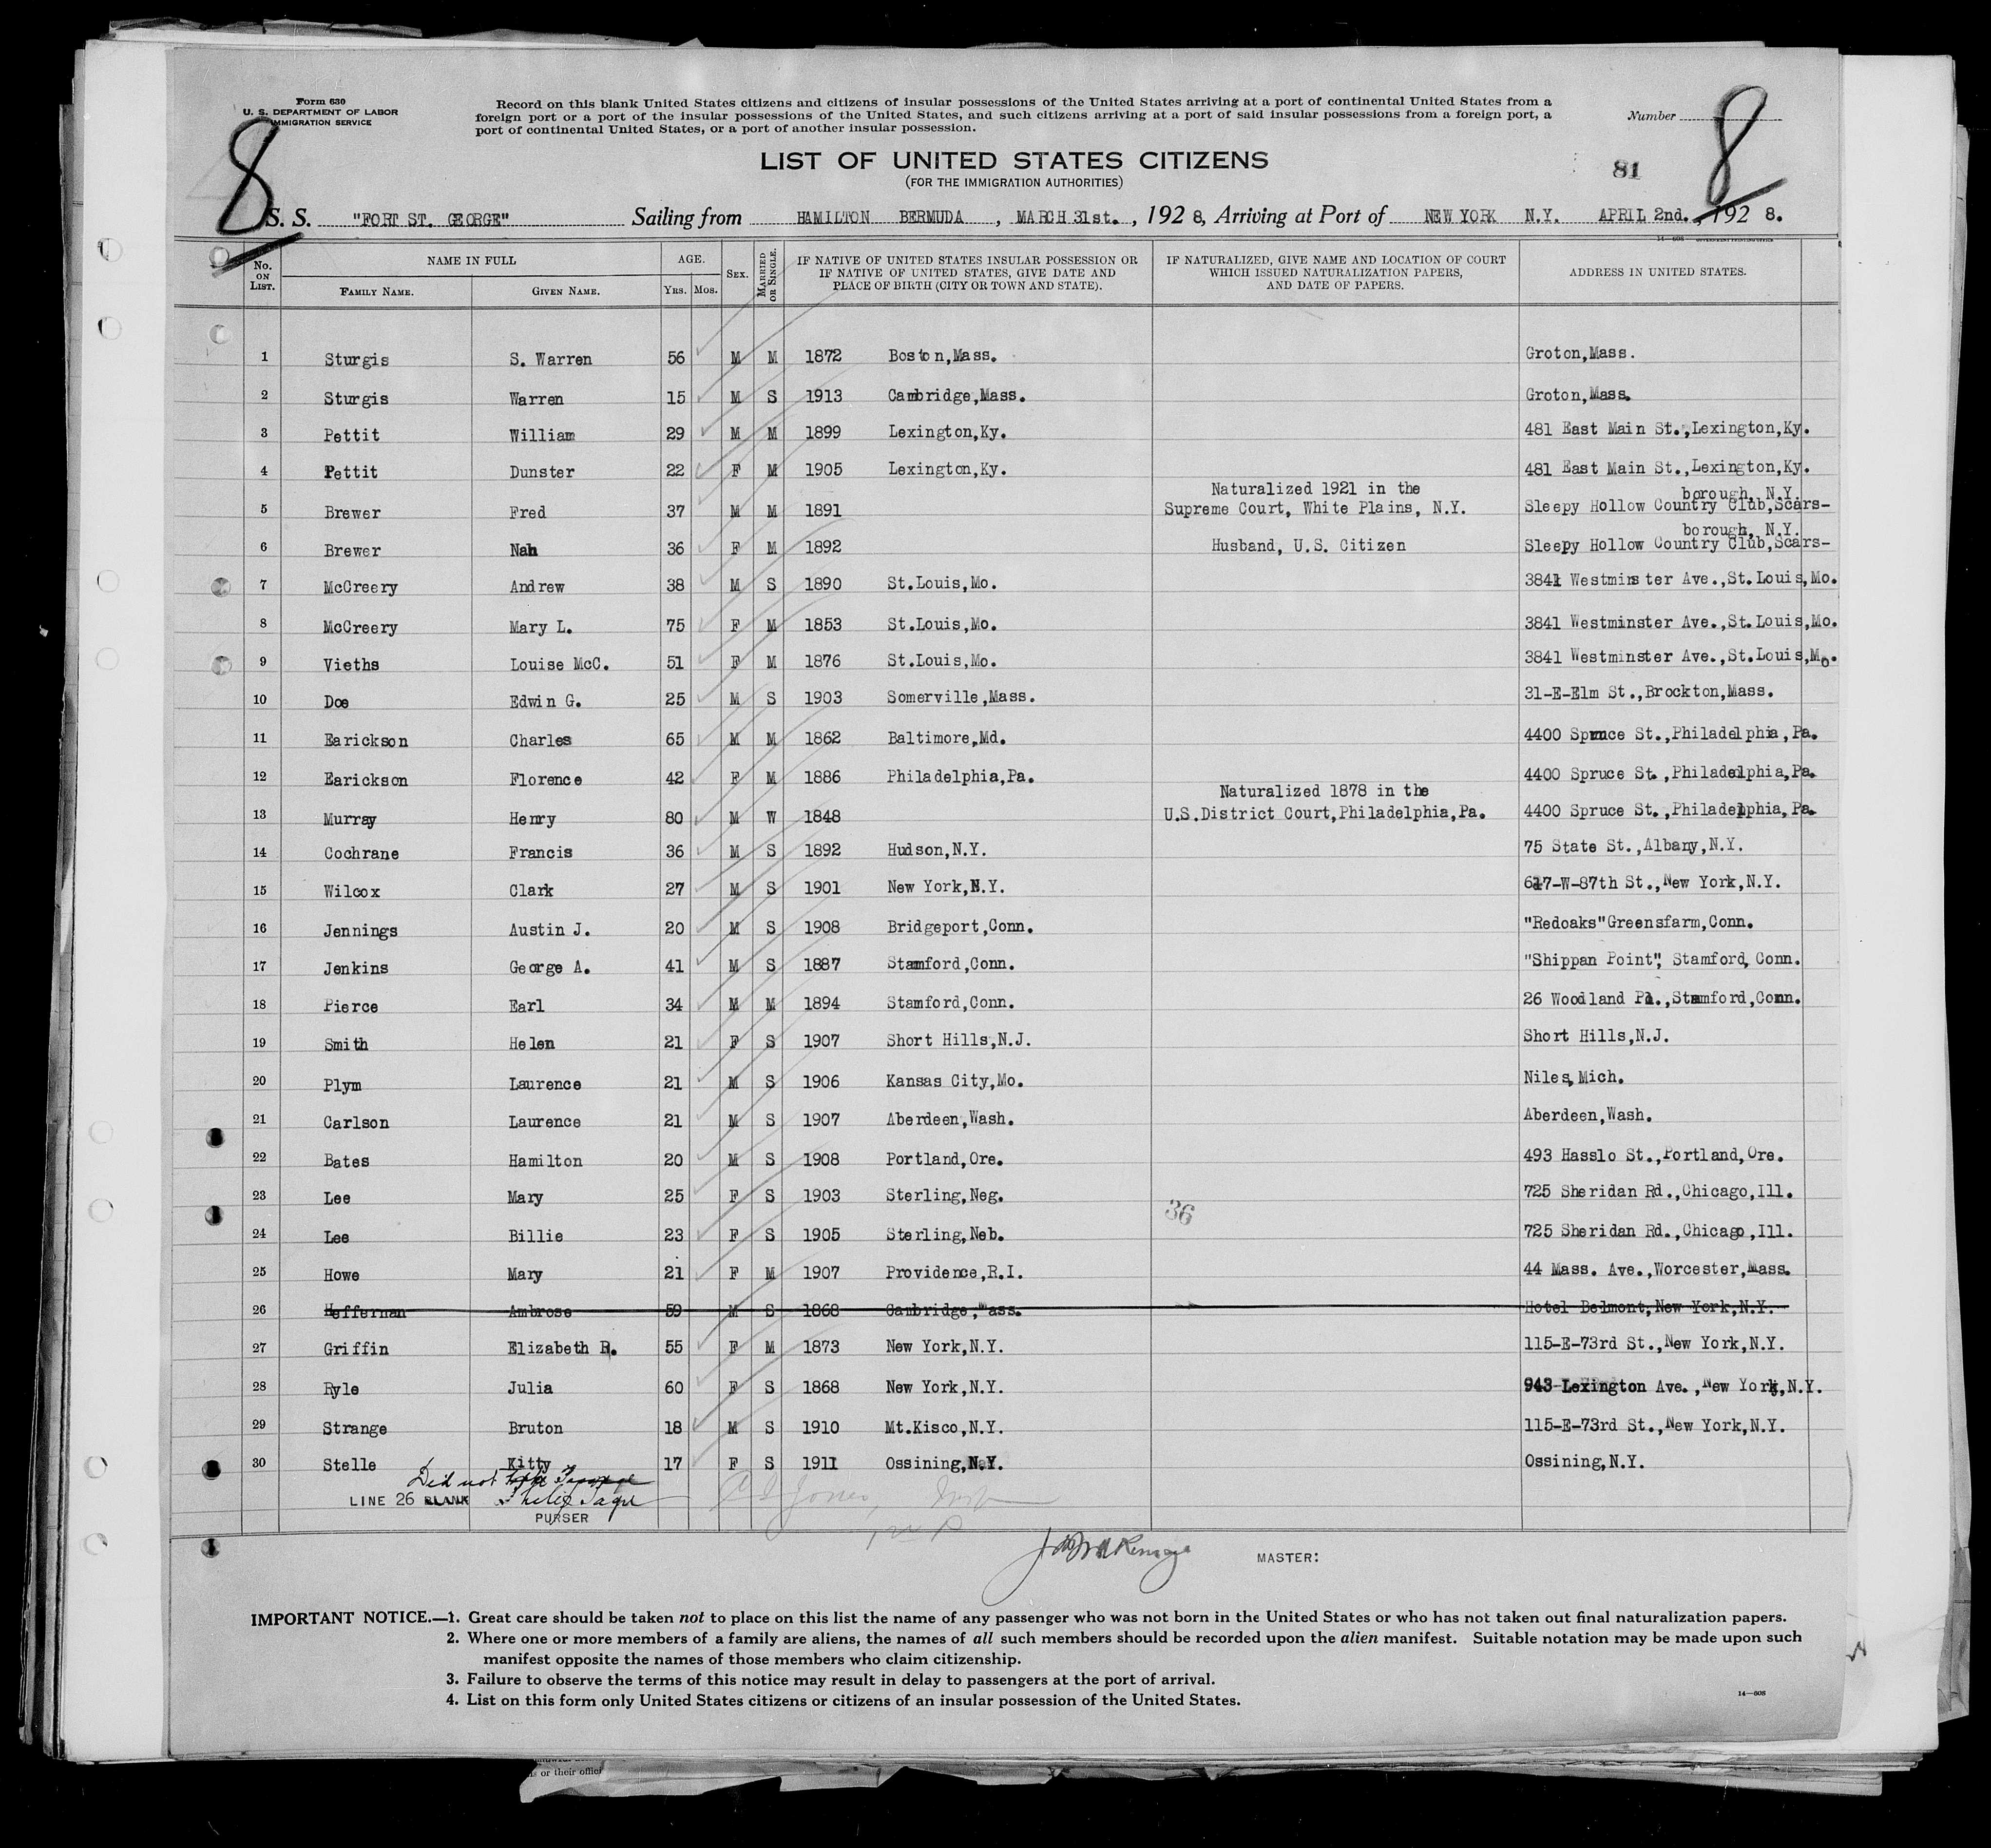 Form 630
U. S. DEPARTMENT OF LABOR
IMMIGRATION SERVICE
Record on this blank United States citizens and citizens of insular possessions of the United States arriving at a port of continental United States from a
foreign port or a port of the insular possessions of the United States, and such citizens arriving at a port of said insular possessions from a foreign port, a
port of continental United States, or a port of another insular possession.
Number
8
8
LIST OF UNITED STATES CITIZENS
(FOR THE IMMIGRATION AUTHORITIES)
81
S. S. "FORT ST. GEORGE" Sailing from HAMILTON BERMUDA , MARCH 31st. , 192 8, Arriving at Port of NEW YORK N.Y. APRIL 2nd. , 192 8.
No. ON LIST. NAME IN FULL FAMILY NAME. GIVEN NAME. AGE. YRS. MOS. SEX. MARRIED OR SINGLE. IF NATIVE OF UNITED STATES INSULAR POSSESSION OR IF NATIVE OF UNITED STATES, GIVE DATE AND PLACE OF BIRTH (CITY OR TOWN AND STATE). IF NATURALIZED, GIVE NAME AND LOCATION OF COURT WHICH ISSUED NATURALIZATION PAPERS, AND DATE OF PAPERS. ADDRESS IN UNITED STATES.
1 Sturgis S. Warren 56 M M 1872 Boston,Mass. Groton,Mass.
2 Sturgis Warren 15 M S 1913 Cambridge,Mass. Groton,Mass.
3 Pettit William 29 M M 1899 Lexington,Ky. 481 East Main St.,Lexington,Ky.
4 Pettit Dunster 22 F M 1905 Lexington,Ky. 481 East Main St.,Lexington,Ky.
Naturalized 1921 in the borough, N.Y.
5 Brewer Fred 37 M M 1891 Supreme Court, White Plains, N.Y. Sleepy Hollow Country Club,Scars-
borough, N.Y.
6 Brewer Nah 36 F M 1892 Husband, U.S. Citizen Sleepy Hollow Country Club,Scars-
7 McCreery Andrew 38 M S 1890 St.Louis,Mo. 3841 Westminster Ave.,St.Louis,Mo.
8 McCreery Mary L. 75 F M 1853 St.Louis,Mo. 3841 Westminster Ave.,St.Louis,Mo.
9 Vieths Louise McC. 51 F M 1876 St.Louis,Mo. 3841 Westminster Ave.,St.Louis,Mo.
10 Doe Edwin G. 25 M S 1903 Somerville,Mass. 31-E-Elm St.,Brockton,Mass.
11 Earickson Charles 65 M M 1862 Baltimore,Md. 4400 Spruce St.,Philadelphia,Pa.
12 Earickson Florence 42 F M 1886 Philadelphia,Pa. 4400 Spruce St.,Philadelphia,Pa.
Naturalized 1878 in the
13 Murray Henry 80 M W 1848 U.S.District Court,Philadelphia,Pa. 4400 Spruce St.,Philadelphia,Pa.
14 Cochrane Francis 36 M S 1892 Hudson,N.Y. 75 State St.,Albany,N.Y.
15 Wilcox Clark 27 M S 1901 New York,N.Y. 617-W-87th St.,New York,N.Y.
16 Jennings Austin J. 20 M S 1908 Bridgeport,Conn. "Redoaks"Greensfarm,Conn.
17 Jenkins George A. 41 M S 1887 Stamford,Conn. "Shippan Point", Stamford, Conn.
18 Pierce Earl 34 M M 1894 Stamford,Conn. 26 Woodland Pl.,Stamford,Conn.
19 Smith Helen 21 F S 1907 Short Hills,N.J. Short Hills,N.J.
20 Plym Laurence 21 M S 1906 Kansas City,Mo. Niles,Mich.
21 Carlson Laurence 21 M S 1907 Aberdeen,Wash. Aberdeen,Wash.
22 Bates Hamilton 20 M S 1908 Portland,Ore. 493 Hasslo St.,Portland,Ore.
23 Lee Mary 25 F S 1903 Sterling,Neg. 725 Sheridan Rd.,Chicago,Ill.
36
24 Lee Billie 23 F S 1905 Sterling,Neb. 725 Sheridan Rd.,Chicago,Ill.
25 Howe Mary 21 F M 1907 Providence,R.I. 44 Mass. Ave.,Worcester,Mass.
26 Heffernan Ambrose 59 M S 1868 Cambridge,Mass. Hotel Belmont,New York,N.Y.
27 Griffin Elizabeth R. 55 F M 1873 New York,N.Y. 115-E-73rd St.,New York,N.Y.
28 Ryle Julia 60 F S 1868 New York,N.Y. 943-Lexington Ave.,New York,N.Y.
29 Strange Bruton 18 M S 1910 Mt.Kisco,N.Y. 115-E-73rd St.,New York,N.Y.
30 Stelle Kitty 17 F S 1911 Ossining,N.Y. Ossining,N.Y.
Did not
LINE 26 BLANK
PURSER
MASTER:
IMPORTANT NOTICE.—1. Great care should be taken not to place on this list the name of any passenger who was not born in the United States or who has not taken out final naturalization papers.
2. Where one or more members of a family are aliens, the names of all such members should be recorded upon the alien manifest. Suitable notation may be made upon such
manifest opposite the names of those members who claim citizenship.
3. Failure to observe the terms of this notice may result in delay to passengers at the port of arrival.
4. List on this form only United States citizens or citizens of an insular possession of the United States.
14—608
or their offici